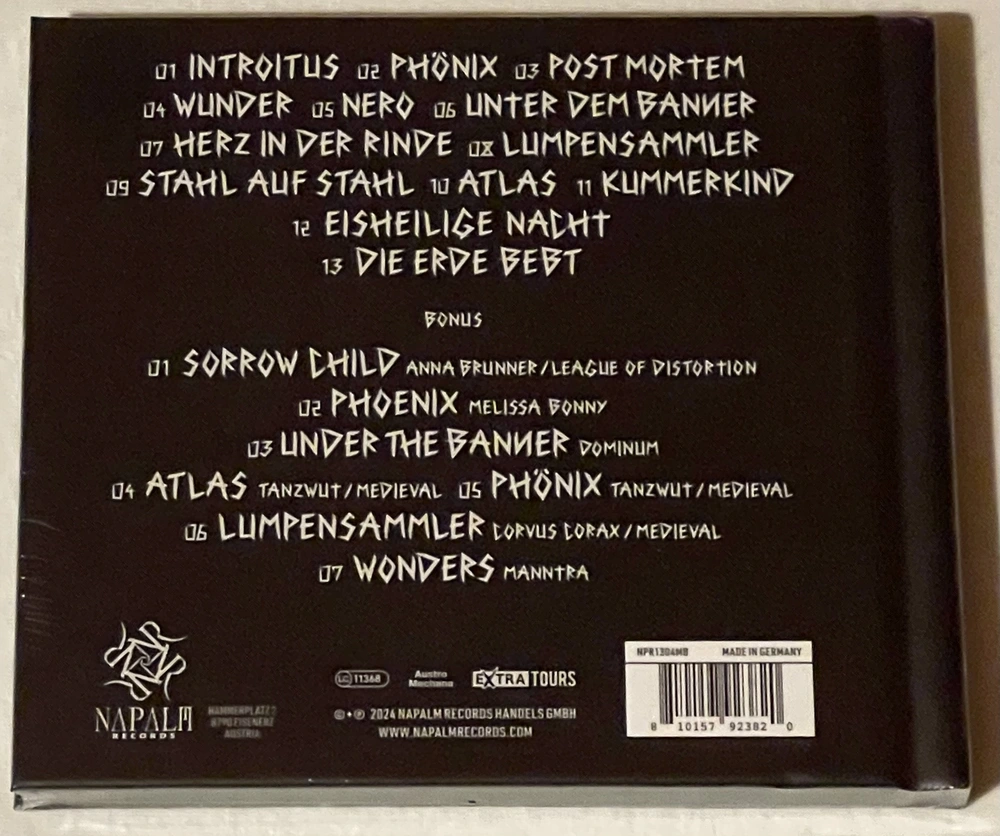 01 INTROITUS 02 PHÖNIX 03 POST MORTEM
04 WUNDER 05 NERO 06 UNTER DEM BANNER
07 HERZ IN DER RINDE 08 LUMPENSAMMLER
09 STAHL AUF STAHL 10 ATLAS 11 KUMMERKIND
12 EISHEILIGE NACHT
13 DIE ERDE BEBT
BONUS
01 SORROW CHILD ANNA BRUNNER/LEAGUE OF DISTORTION
02 PHOENIX MELISSA BONNY
03 UNDER THE BANNER DOMINUM
04 ATLAS TANZWUT/MEDIEVAL 05 PHÖNIX TANZWUT/MEDIEVAL
06 LUMPENSAMMLER CORVUS CORAX/MEDIEVAL
07 WONDERS MANNTRA
NAPALM
RECORDS
HAMMERPLATZ 2
8790 EISENERZ
AUSTRIA
LC 11368 Austro Mechana EXTRA TOURS
©+℗ 2024 NAPALM RECORDS HANDELS GMBH
WWW.NAPALMRECORDS.COM
NPR1304MB MADE IN GERMANY
8 10157 92382 0